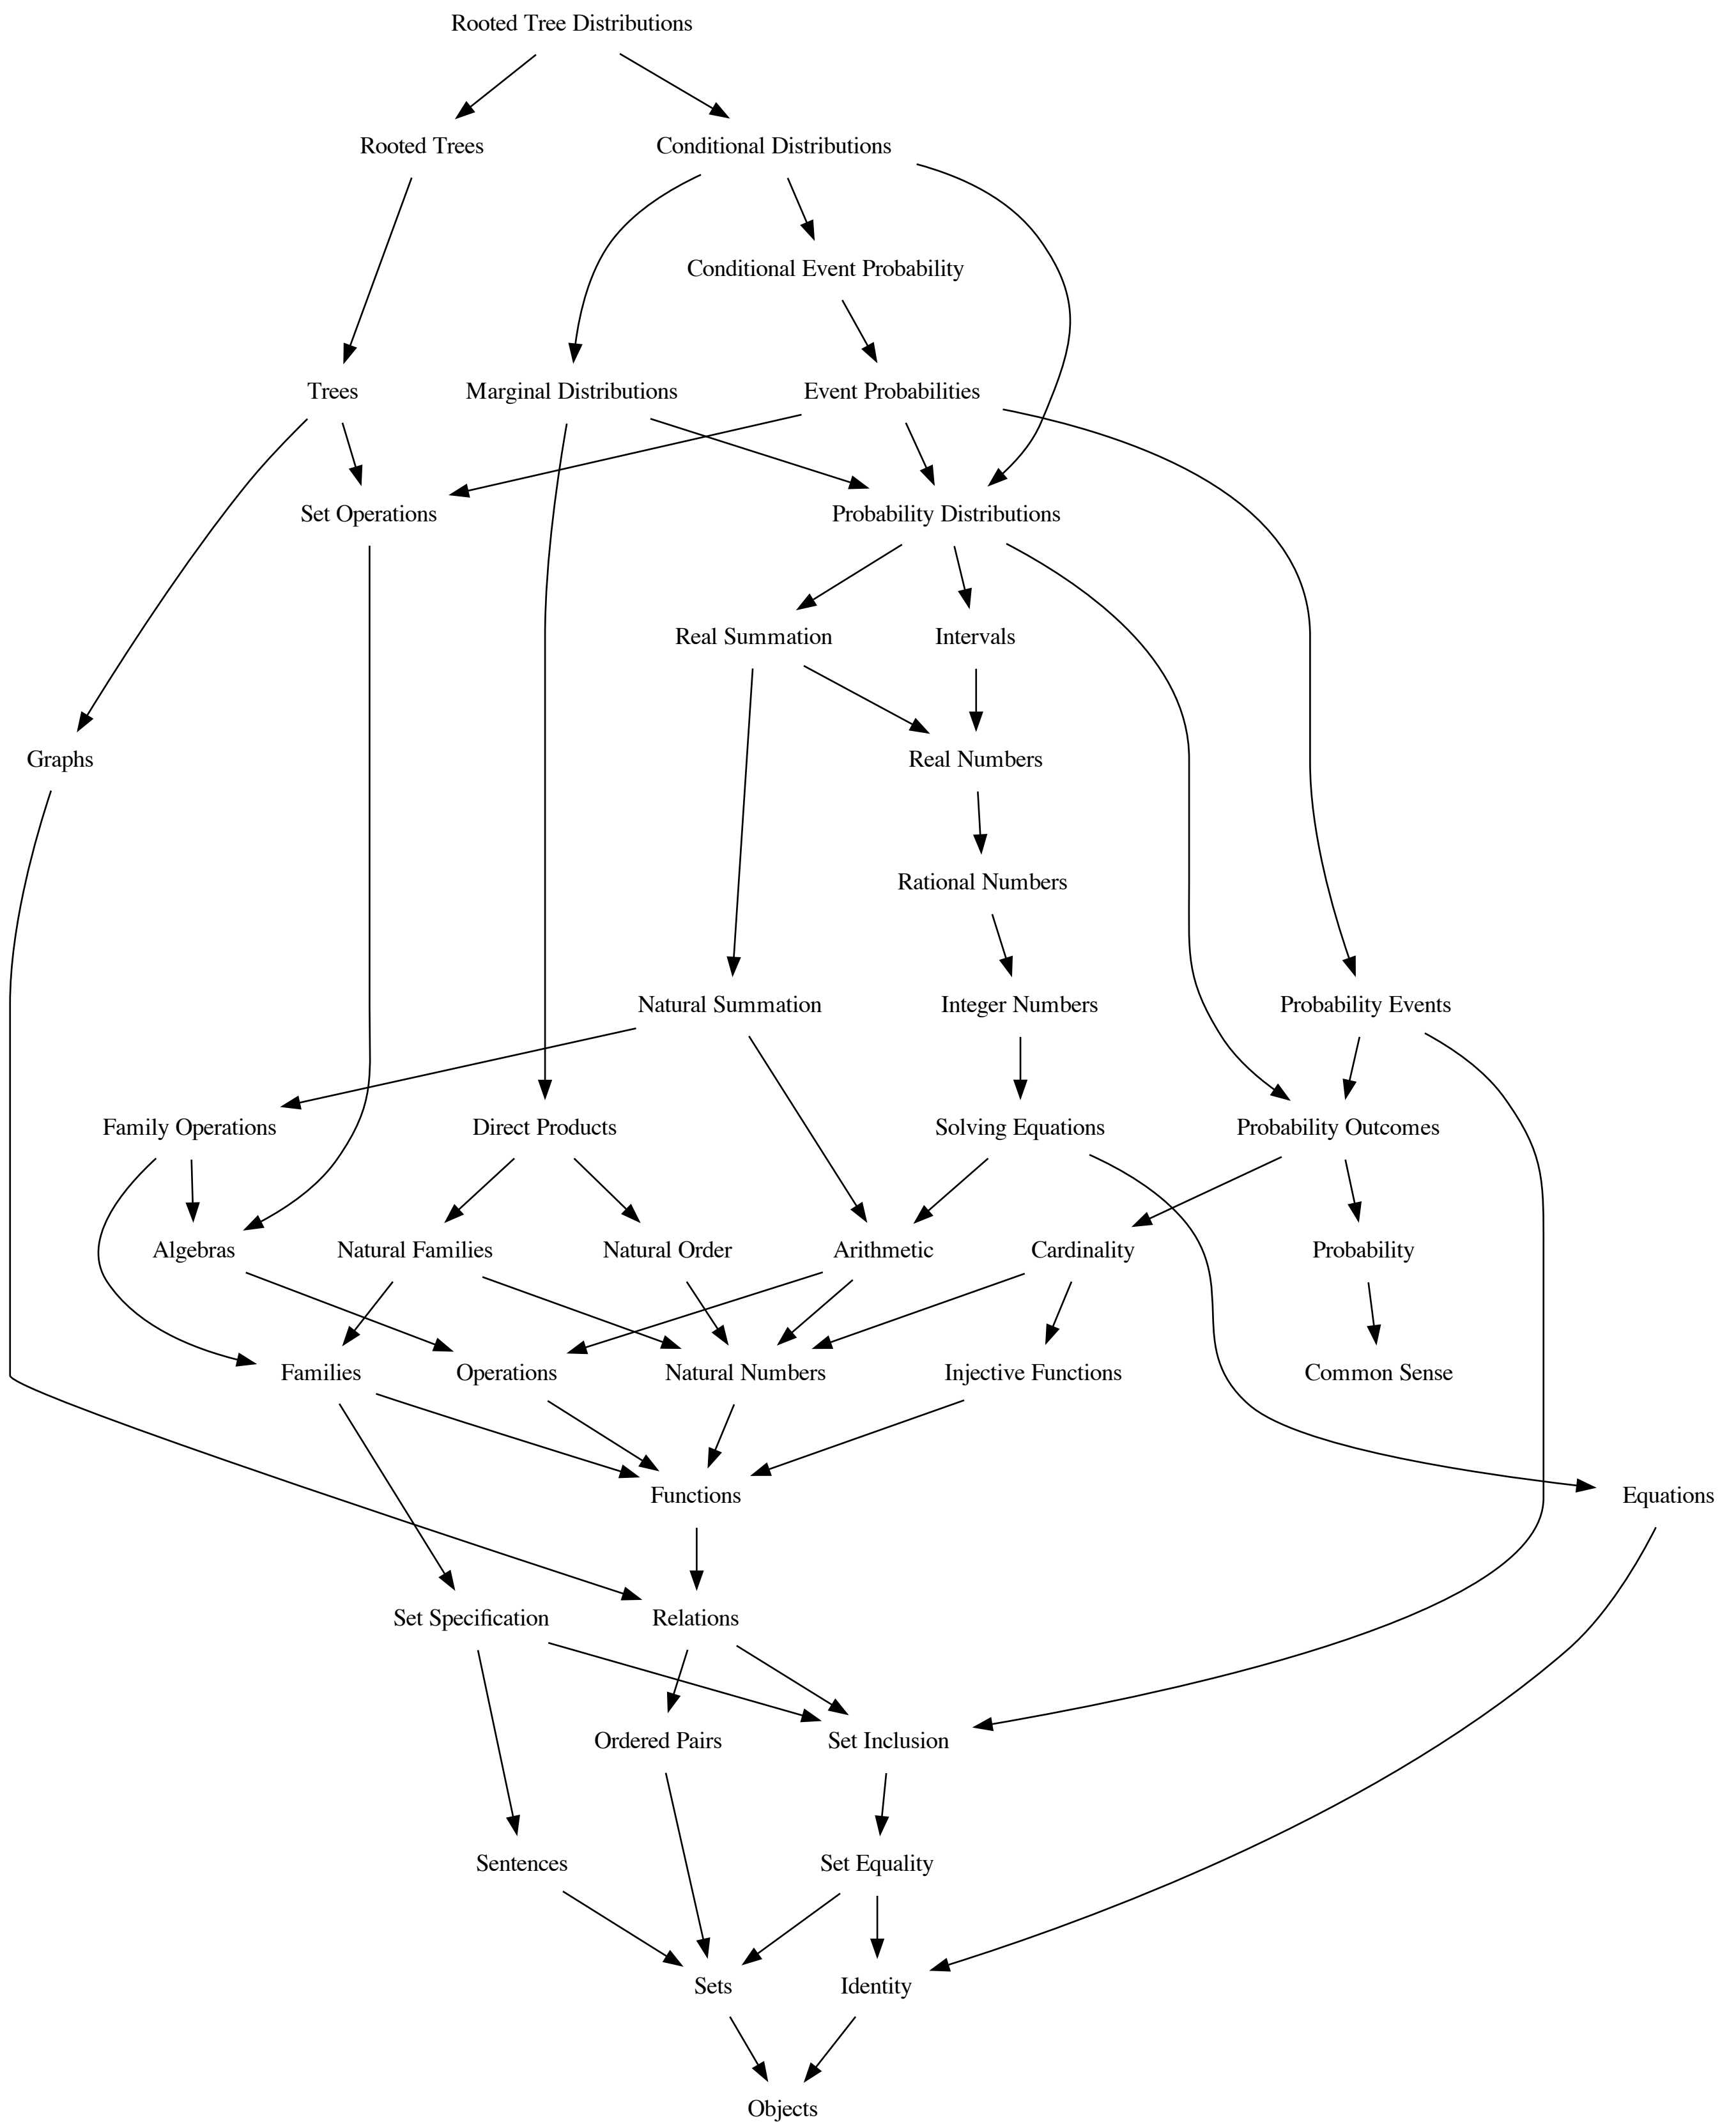 Rooted Tree Distributions
Rooted Trees
Conditional Distributions
Conditional Event Probability
Trees
Marginal Distributions
Event Probabilities
Set Operations
Probability Distributions
Real Summation
Intervals
Graphs
Real Numbers
Rational Numbers
Natural Summation
Integer Numbers
Probability Events
Family Operations
Direct Products
Solving Equations
Probability Outcomes
Algebras
Natural Families
Natural Order
Arithmetic
Cardinality
Probability
Families
Operations
Natural Numbers
Injective Functions
Common Sense
Functions
Equations
Set Specification
Relations
Ordered Pairs
Set Inclusion
Sentences
Set Equality
Sets
Identity
Objects